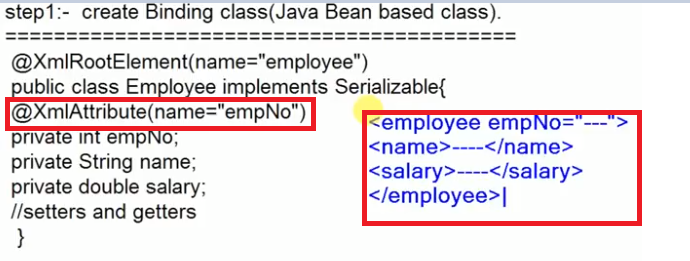 step1:-  create Binding class(Java Bean based class).
===========================================
@XmlRootElement(name="employee")
public class Employee implements Serializable{
@XmlAttribute(name="empNo")
private int empNo;
private String name;
private double salary;
//setters and getters
}
<employee empNo="---">
<name>----</name>
<salary>----</salary>
</employee>|